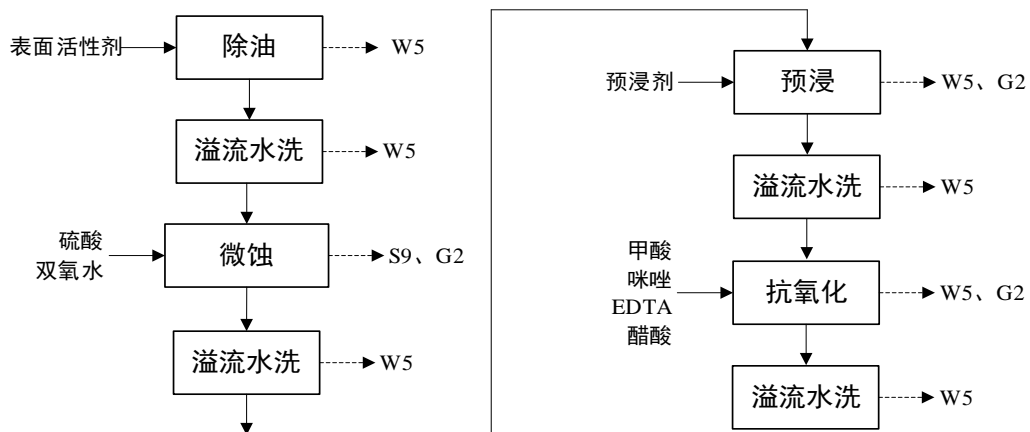 表面活性剂
除油
W5
溢流水洗
W5
硫酸
双氧水
微蚀
S9、G2
溢流水洗
W5
预浸剂
预浸
W5、G2
溢流水洗
W5
甲酸
咪唑
EDTA
醋酸
抗氧化
W5、G2
溢流水洗
W5